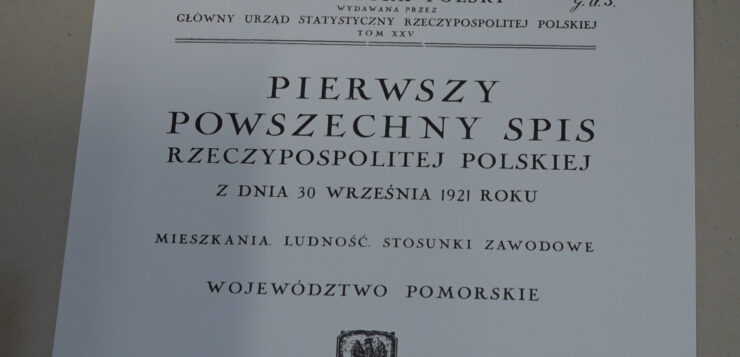 POLSKI
WYDAWANA PRZEZ
GŁÓWNY URZĄD STATYSTYCZNY RZECZYPOSPOLITEJ POLSKIEJ
TOM XXV
PIERWSZY
POWSZECHNY SPIS
RZECZYPOSPOLITEJ POLSKIEJ
Z DNIA 30 WRZEŚNIA 1921 ROKU
MIESZKANIA. LUDNOŚĆ. STOSUNKI ZAWODOWE
WOJEWÓDZTWO POMORSKIE